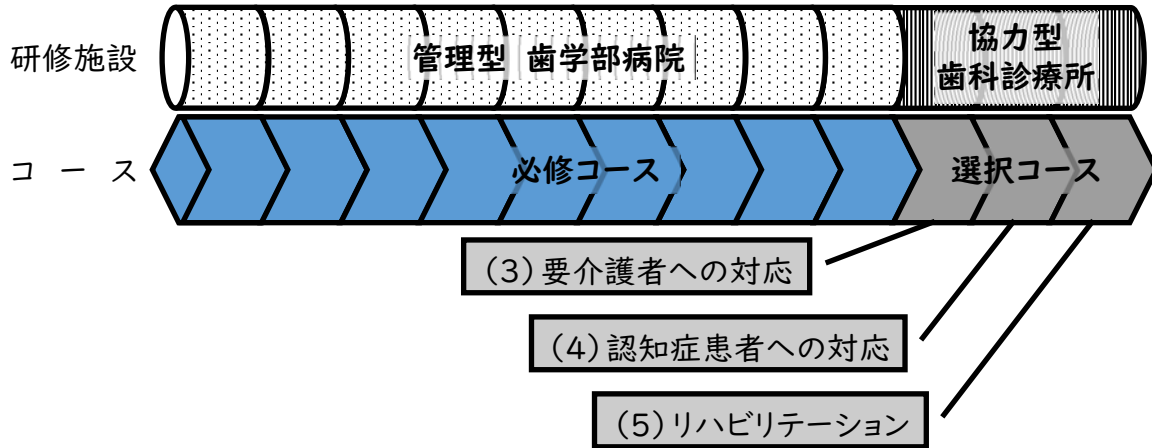 研修施設
管理型 歯学部病院
協力型
歯科診療所
コース
必修コース
選択コース
(3)要介護者への対応
(4)認知症患者への対応
(5)リハビリテーション